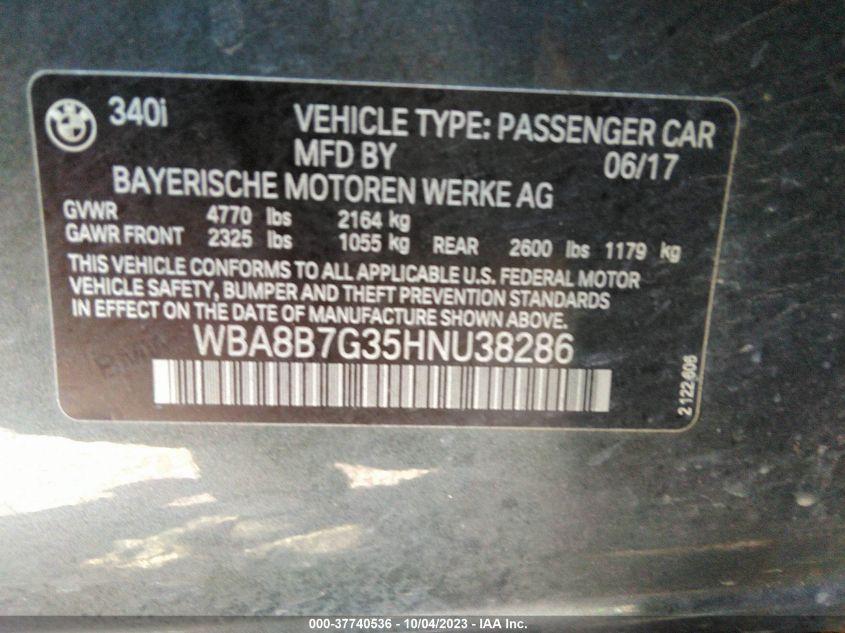 340i
VEHICLE TYPE: PASSENGER CAR
MFD BY 06/17
BAYERISCHE MOTOREN WERKE AG
GVWR 4770 lbs 2164 kg
GAWR FRONT 2325 lbs 1055 kg REAR 2600 lbs 1179 kg
THIS VEHICLE CONFORMS TO ALL APPLICABLE U.S. FEDERAL MOTOR
VEHICLE SAFETY, BUMPER AND THEFT PREVENTION STANDARDS
IN EFFECT ON THE DATE OF MANUFACTURE SHOWN ABOVE.
WBA8B7G35HNU38286
2122606
000-37740536 - 10/04/2023 - IAA Inc.